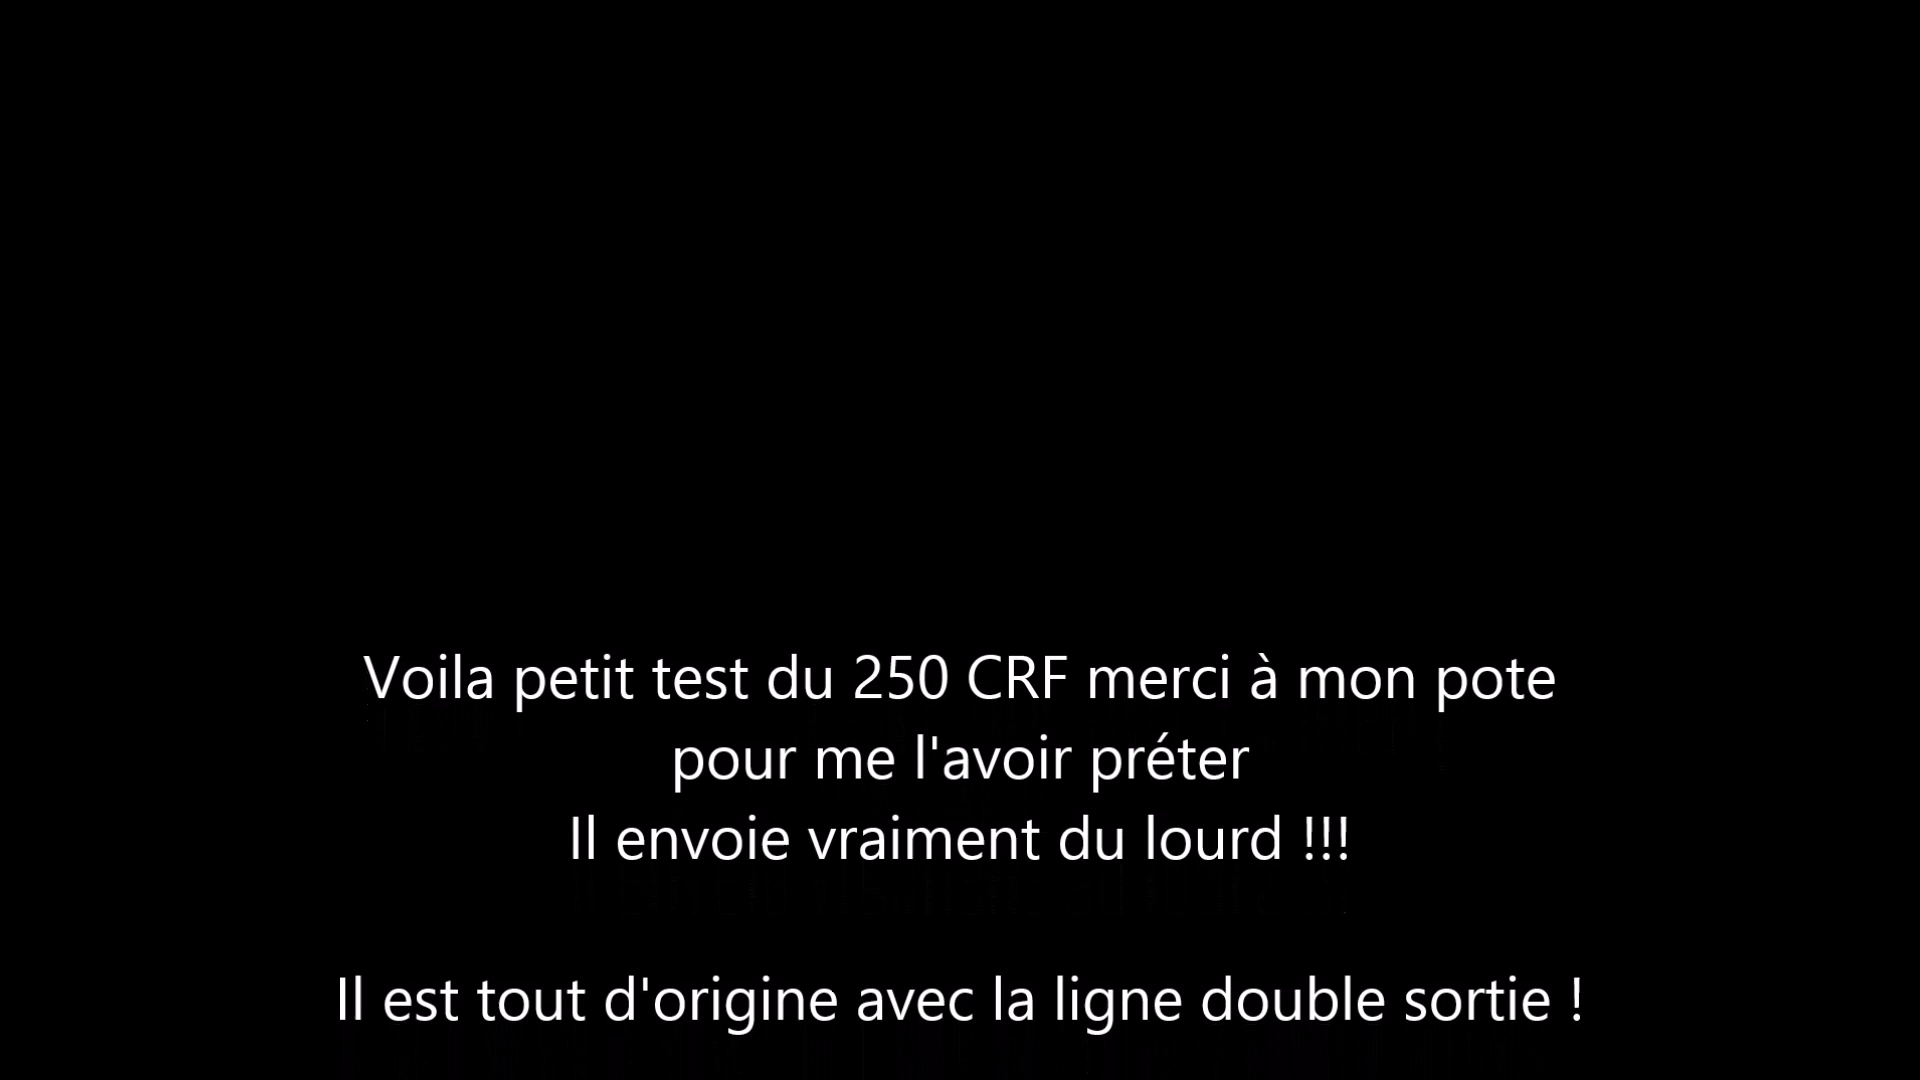 Voila petit test du 250 CRF merci à mon pote
pour me l'avoir préter
Il envoie vraiment du lourd !!!
Il est tout d'origine avec la ligne double sortie !